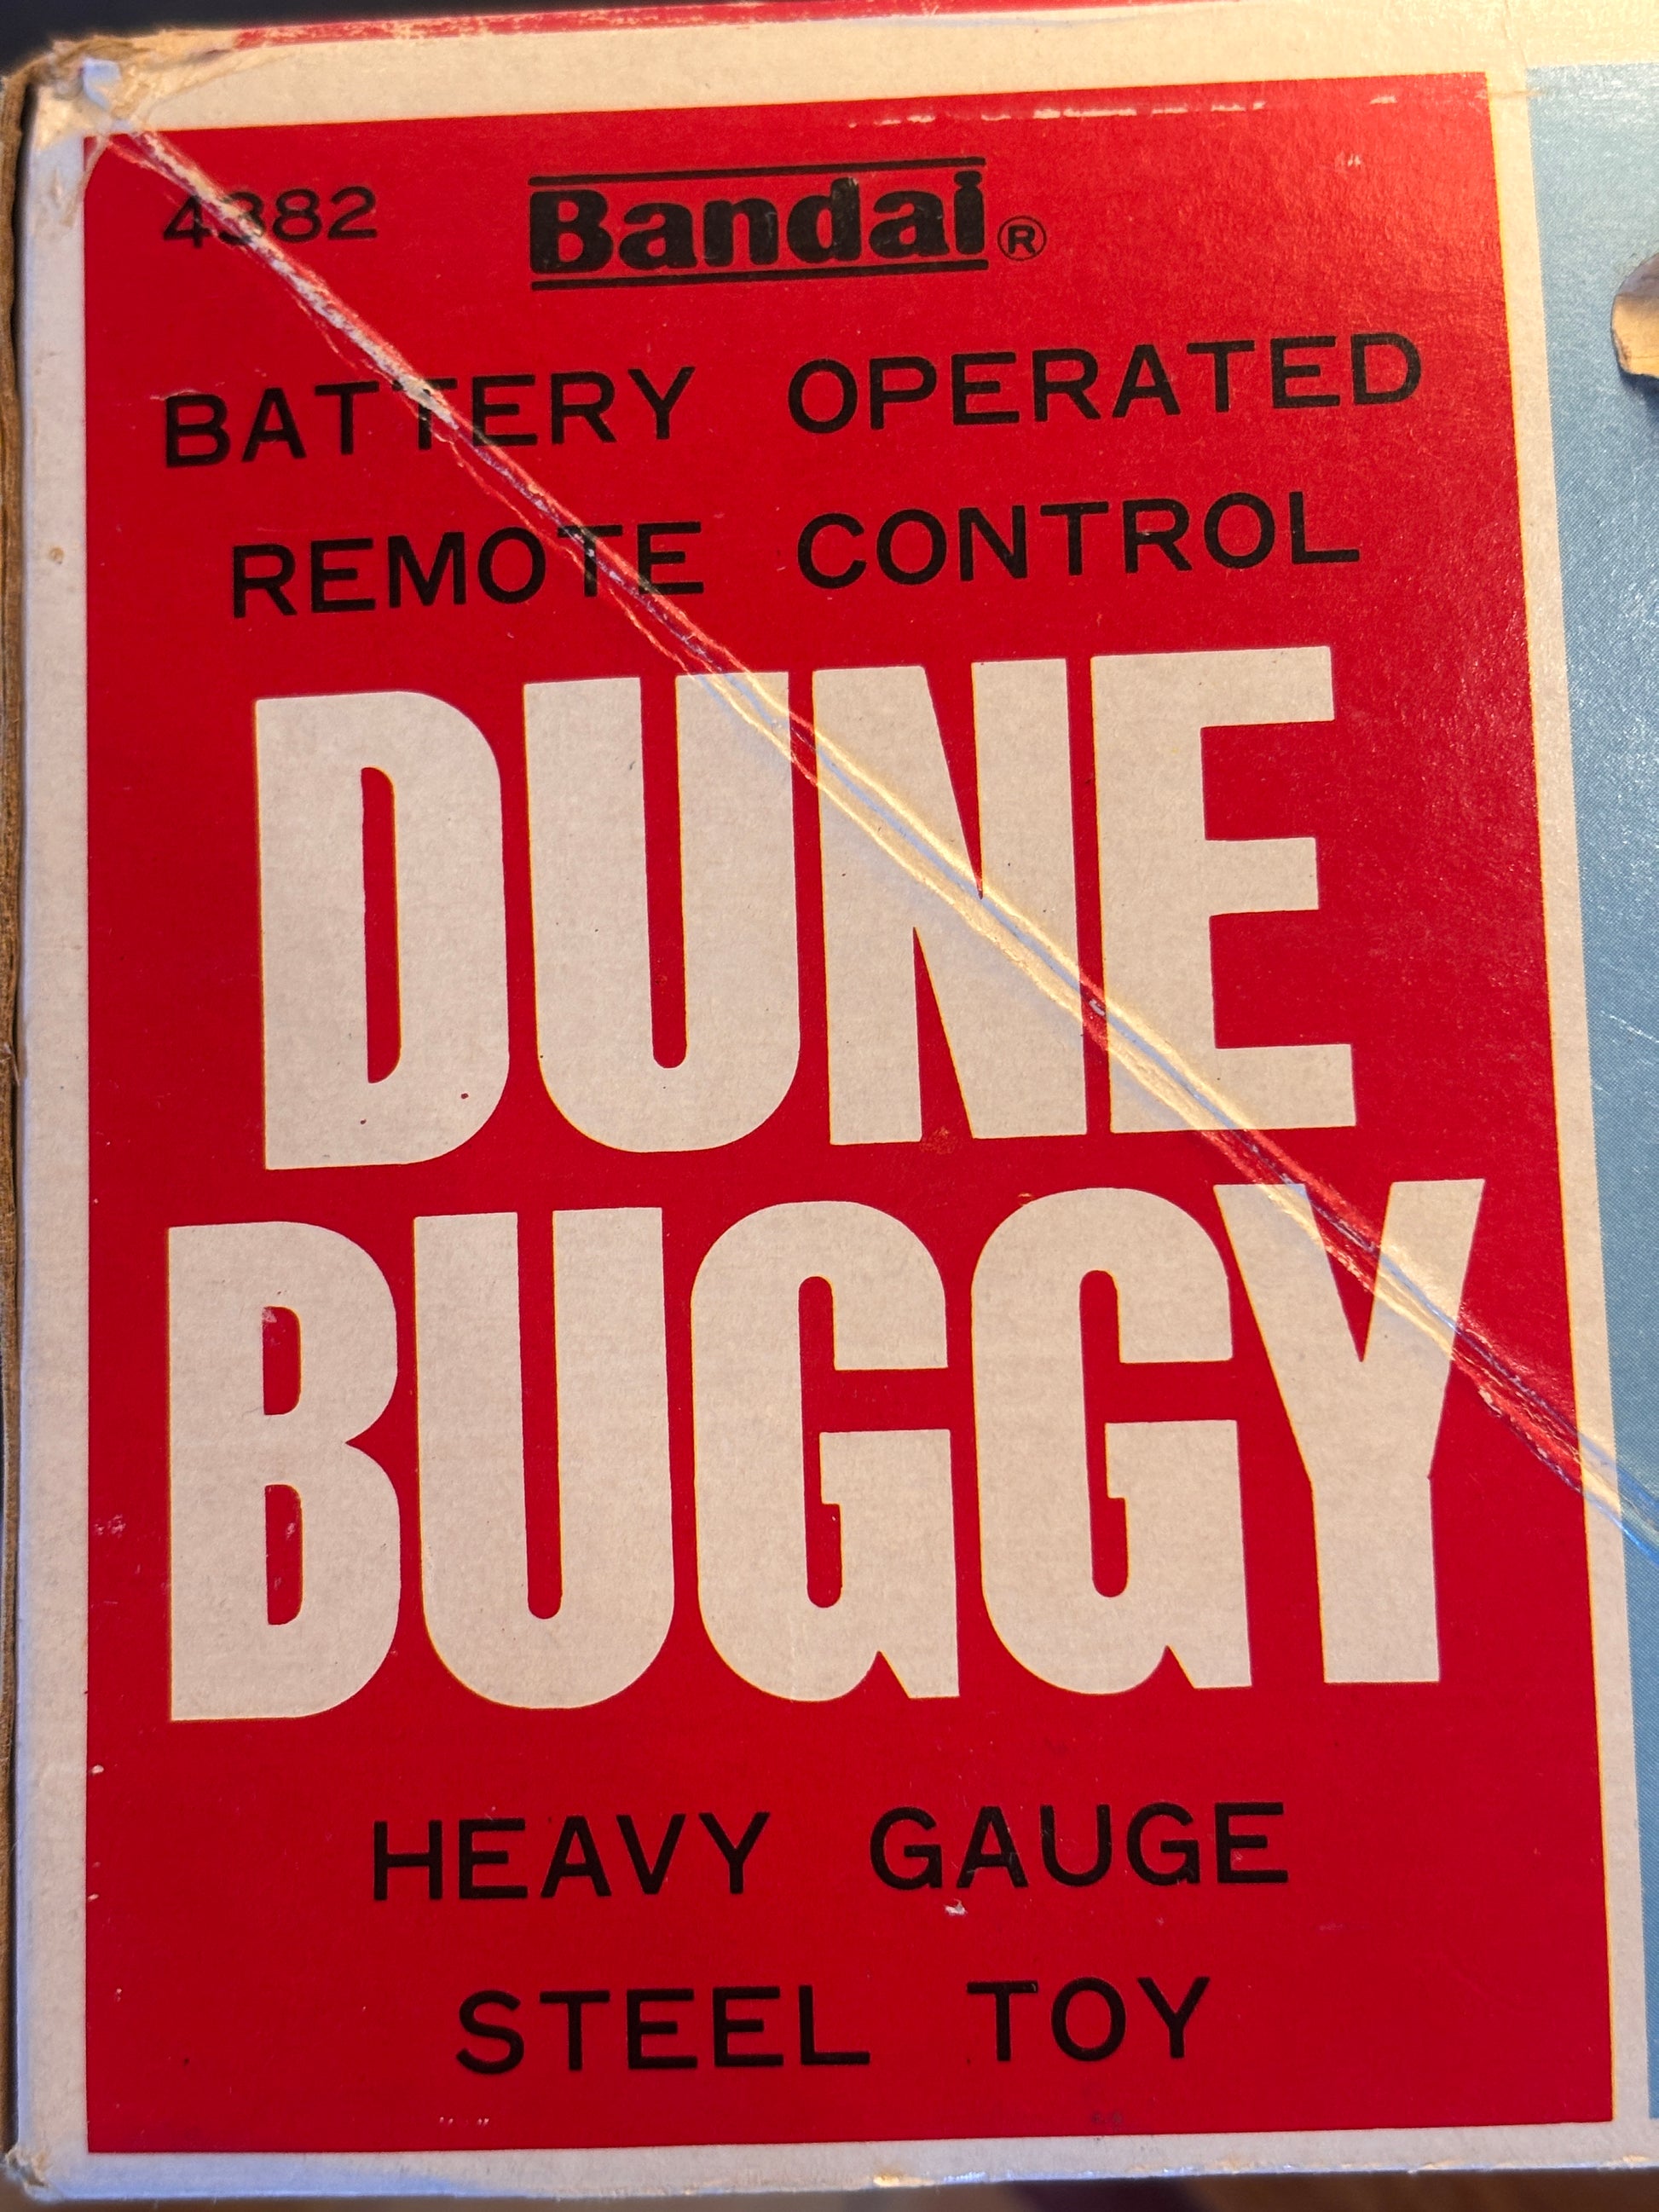 4382 Bandai®
BATTERY OPERATED
REMOTE CONTROL
DUNE
BUGGY
HEAVY GAUGE
STEEL TOY